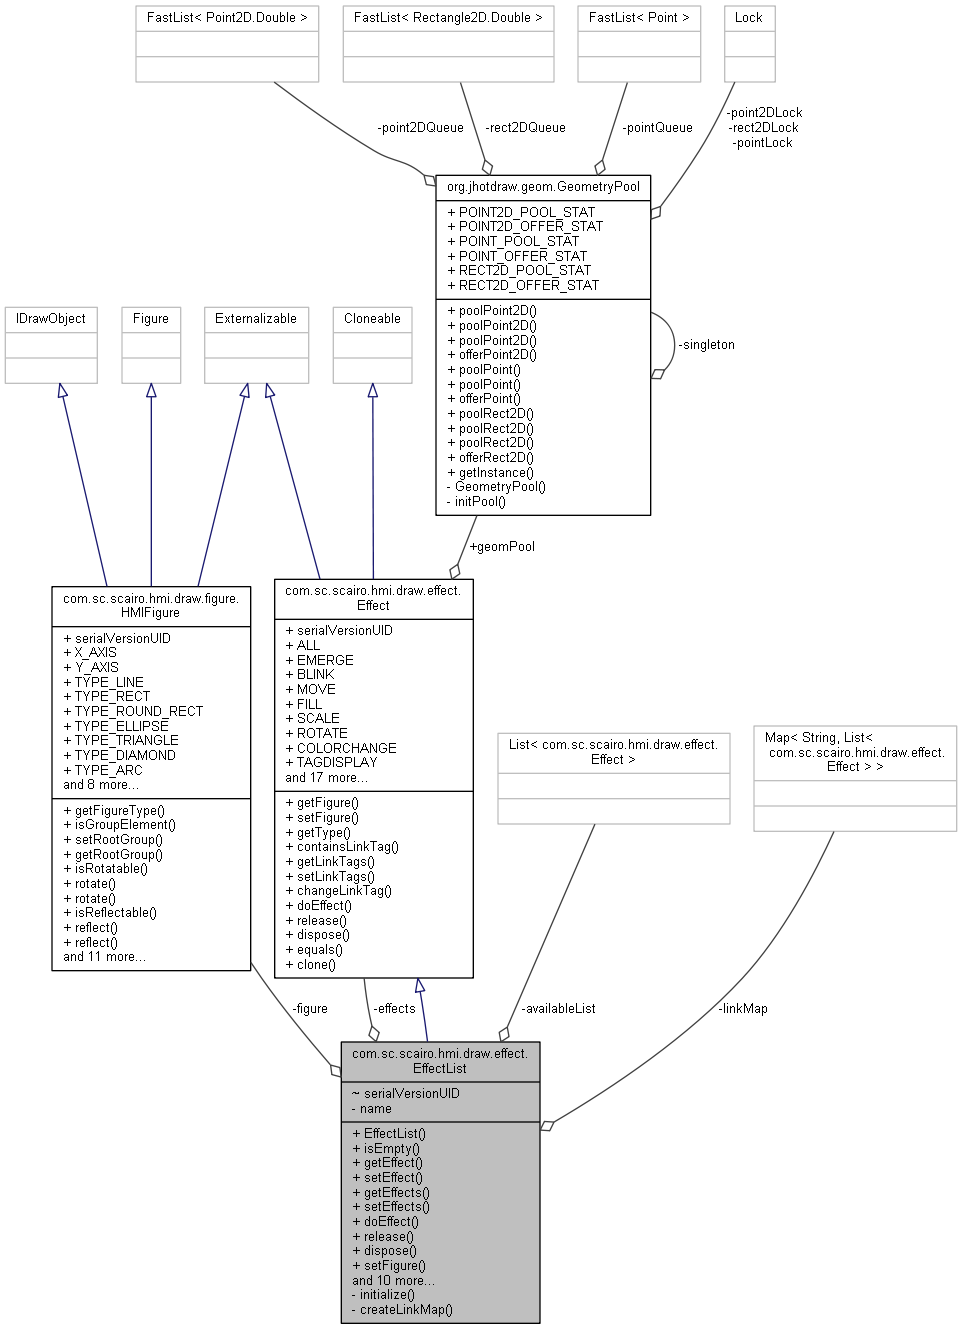 FastList< Point2D.Double >
FastList< Rectangle2D.Double >
FastList< Point >
Lock
-point2DQueue
-rect2DQueue
-pointQueue
-point2DLock
-rect2DLock
-pointLock
org.jhotdraw.geom.GeometryPool
+ POINT2D_POOL_STAT
+ POINT2D_OFFER_STAT
+ POINT_POOL_STAT
+ POINT_OFFER_STAT
+ RECT2D_POOL_STAT
+ RECT2D_OFFER_STAT
+ poolPoint2D()
+ poolPoint2D()
+ poolPoint2D()
+ offerPoint2D()
+ poolPoint()
+ poolPoint()
+ offerPoint()
+ poolRect2D()
+ poolRect2D()
+ poolRect2D()
+ offerRect2D()
+ getInstance()
- GeometryPool()
- initPool()
-singleton
IDrawObject
Figure
Externalizable
Cloneable
+geomPool
com.sc.scairo.hmi.draw.figure.
HMIFigure
+ serialVersionUID
+ X_AXIS
+ Y_AXIS
+ TYPE_LINE
+ TYPE_RECT
+ TYPE_ROUND_RECT
+ TYPE_ELLIPSE
+ TYPE_TRIANGLE
+ TYPE_DIAMOND
+ TYPE_ARC
and 8 more...
+ getFigureType()
+ isGroupElement()
+ setRootGroup()
+ getRootGroup()
+ isRotatable()
+ rotate()
+ rotate()
+ isReflectable()
+ reflect()
+ reflect()
and 11 more...
com.sc.scairo.hmi.draw.effect.
Effect
+ serialVersionUID
+ ALL
+ EMERGE
+ BLINK
+ MOVE
+ FILL
+ SCALE
+ ROTATE
+ COLORCHANGE
+ TAGDISPLAY
and 17 more...
+ getFigure()
+ setFigure()
+ getType()
+ containsLinkTag()
+ getLinkTags()
+ setLinkTags()
+ changeLinkTag()
+ doEffect()
+ release()
+ dispose()
+ equals()
+ clone()
List< com.sc.scairo.hmi.draw.effect.
Effect >
Map< String, List<
com.sc.scairo.hmi.draw.effect.
Effect > >
-figure
-effects
-availableList
-linkMap
com.sc.scairo.hmi.draw.effect.
EffectList
~ serialVersionUID
- name
+ EffectList()
+ isEmpty()
+ getEffect()
+ setEffect()
+ getEffects()
+ setEffects()
+ doEffect()
+ release()
+ dispose()
+ setFigure()
and 10 more...
- initialize()
- createLinkMap()